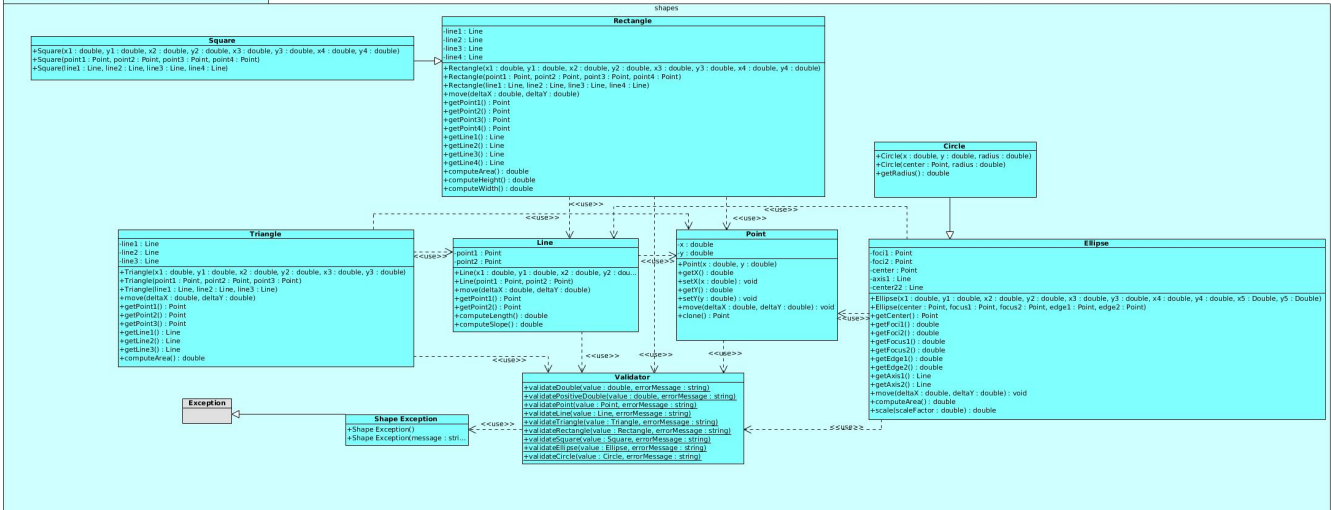 shapes
Square
+Square(x1 : double, y1 : double, x2 : double, y2 : double, x3 : double, y3 : double, x4 : double, y4 : double)
+Square(point1 : Point, point2 : Point, point3 : Point, point4 : Point)
+Square(line1 : Line, line2 : Line, line3 : Line, line4 : Line)
Rectangle
-line1 : Line
-line2 : Line
-line3 : Line
-line4 : Line
+Rectangle(x1 : double, y1 : double, x2 : double, y2 : double, x3 : double, y3 : double, x4 : double, y4 : double)
+Rectangle(point1 : Point, point2 : Point, point3 : Point, point4 : Point)
+Rectangle(line1 : Line, line2 : Line, line3 : Line, line4 : Line)
+move(deltaX : double, deltaY : double)
+getPoint1() : Point
+getPoint2() : Point
+getPoint3() : Point
+getPoint4() : Point
+getLine1() : Line
+getLine2() : Line
+getLine3() : Line
+getLine4() : Line
+computeArea() : double
+computeHeight() : double
+computeWidth() : double
Circle
+Circle(x : double, y : double, radius : double)
+Circle(center : Point, radius : double)
+getRadius() : double
<<use>>
<<use>>
<<use>>
<<use>>
Triangle
-line1 : Line
-line2 : Line
-line3 : Line
+Triangle(x1 : double, y1 : double, x2 : double, y2 : double, x3 : double, y3 : double)
+Triangle(point1 : Point, point2 : Point, point3 : Point)
+Triangle(line1 : Line, line2 : Line, line3 : Line)
+move(deltaX : double, deltaY : double)
+getPoint1() : Point
+getPoint2() : Point
+getPoint3() : Point
+getLine1() : Line
+getLine2() : Line
+getLine3() : Line
+computeArea() : double
<<use>>
Line
-point1 : Point
-point2 : Point
+Line(x1 : double, y1 : double, x2 : double, y2 : dou...
+Line(point1 : Point, point2 : Point)
+move(deltaX : double, deltaY : double)
+getPoint1() : Point
+getPoint2() : Point
+computeLength() : double
+computeSlope() : double
<<use>>
Point
-x : double
-y : double
+Point(x : double, y : double)
+getX() : double
+setX(x : double) : void
+getY() : double
+setY(y : double) : void
+move(deltaX : double, deltaY : double) : void
+clone() : Point
<<use>>
Ellipse
-foci1 : Point
-foci2 : Point
-center : Point
-axis1 : Line
-center22 : Line
+Ellipse(x1 : double, y1 : double, x2 : double, y2 : double, x3 : double, y3 : double, x4 : double, y4 : double, x5 : Double, y5 : Double)
+Ellipse(center : Point, focus1 : Point, focus2 : Point, edge1 : Point, edge2 : Point)
+getCenter() : Point
+getFoci1() : double
+getFoci2() : double
+getFocus1() : double
+getFocus2() : double
+getEdge1() : double
+getEdge2() : double
+getAxis1() : Line
+getAxis2() : Line
+move(deltaX : double, deltaY : double) : void
+computeArea() : double
+scale(scaleFactor : double) : double
<<use>>
<<use>>
<<use>>
<<use>>
Validator
+validateDouble(value : double, errorMessage : string)
+validatePositiveDouble(value : double, errorMessage : string)
+validatePoint(value : Point, errorMessage : string)
+validateLine(value : Line, errorMessage : string)
+validateTriangle(value : Triangle, errorMessage : string)
+validateRectangle(value : Rectangle, errorMessage : string)
+validateSquare(value : Square, errorMessage : string)
+validateEllipse(value : Ellipse, errorMessage : string)
+validateCircle(value : Circle, errorMessage : string)
Exception
Shape Exception
+Shape Exception()
+Shape Exception(message : stri...
<<use>>
<<use>>